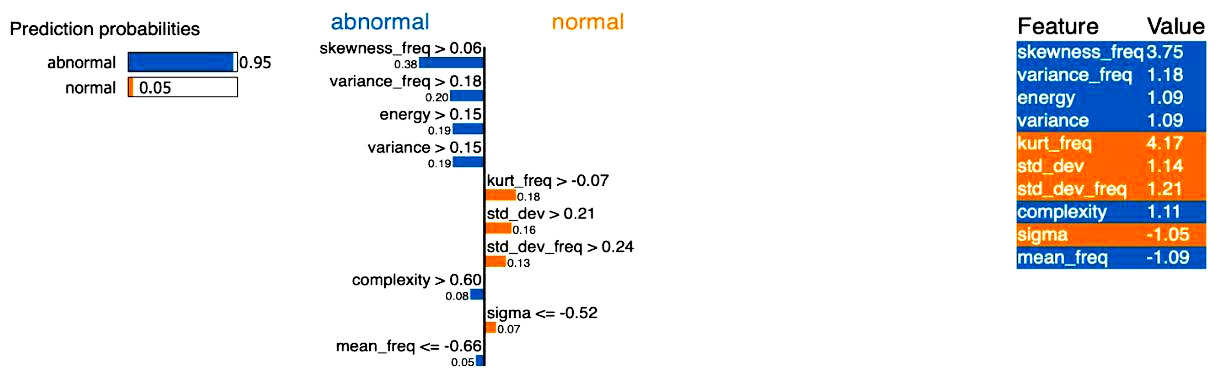 Prediction probabilities
abnormal 0.95
normal 0.05
abnormal normal
skewness_freq > 0.06
0.38
variance_freq > 0.18
0.20
energy > 0.15
0.19
variance > 0.15
0.19
kurt_freq > -0.07
0.18
std_dev > 0.21
0.16
std_dev_freq > 0.24
0.13
complexity > 0.60
0.08
sigma <= -0.52
0.07
mean_freq <= -0.66
0.05
Feature Value
skewness_freq 3.75
variance_freq 1.18
energy 1.09
variance 1.09
kurt_freq 4.17
std_dev 1.14
std_dev_freq 1.21
complexity 1.11
sigma -1.05
mean_freq -1.09